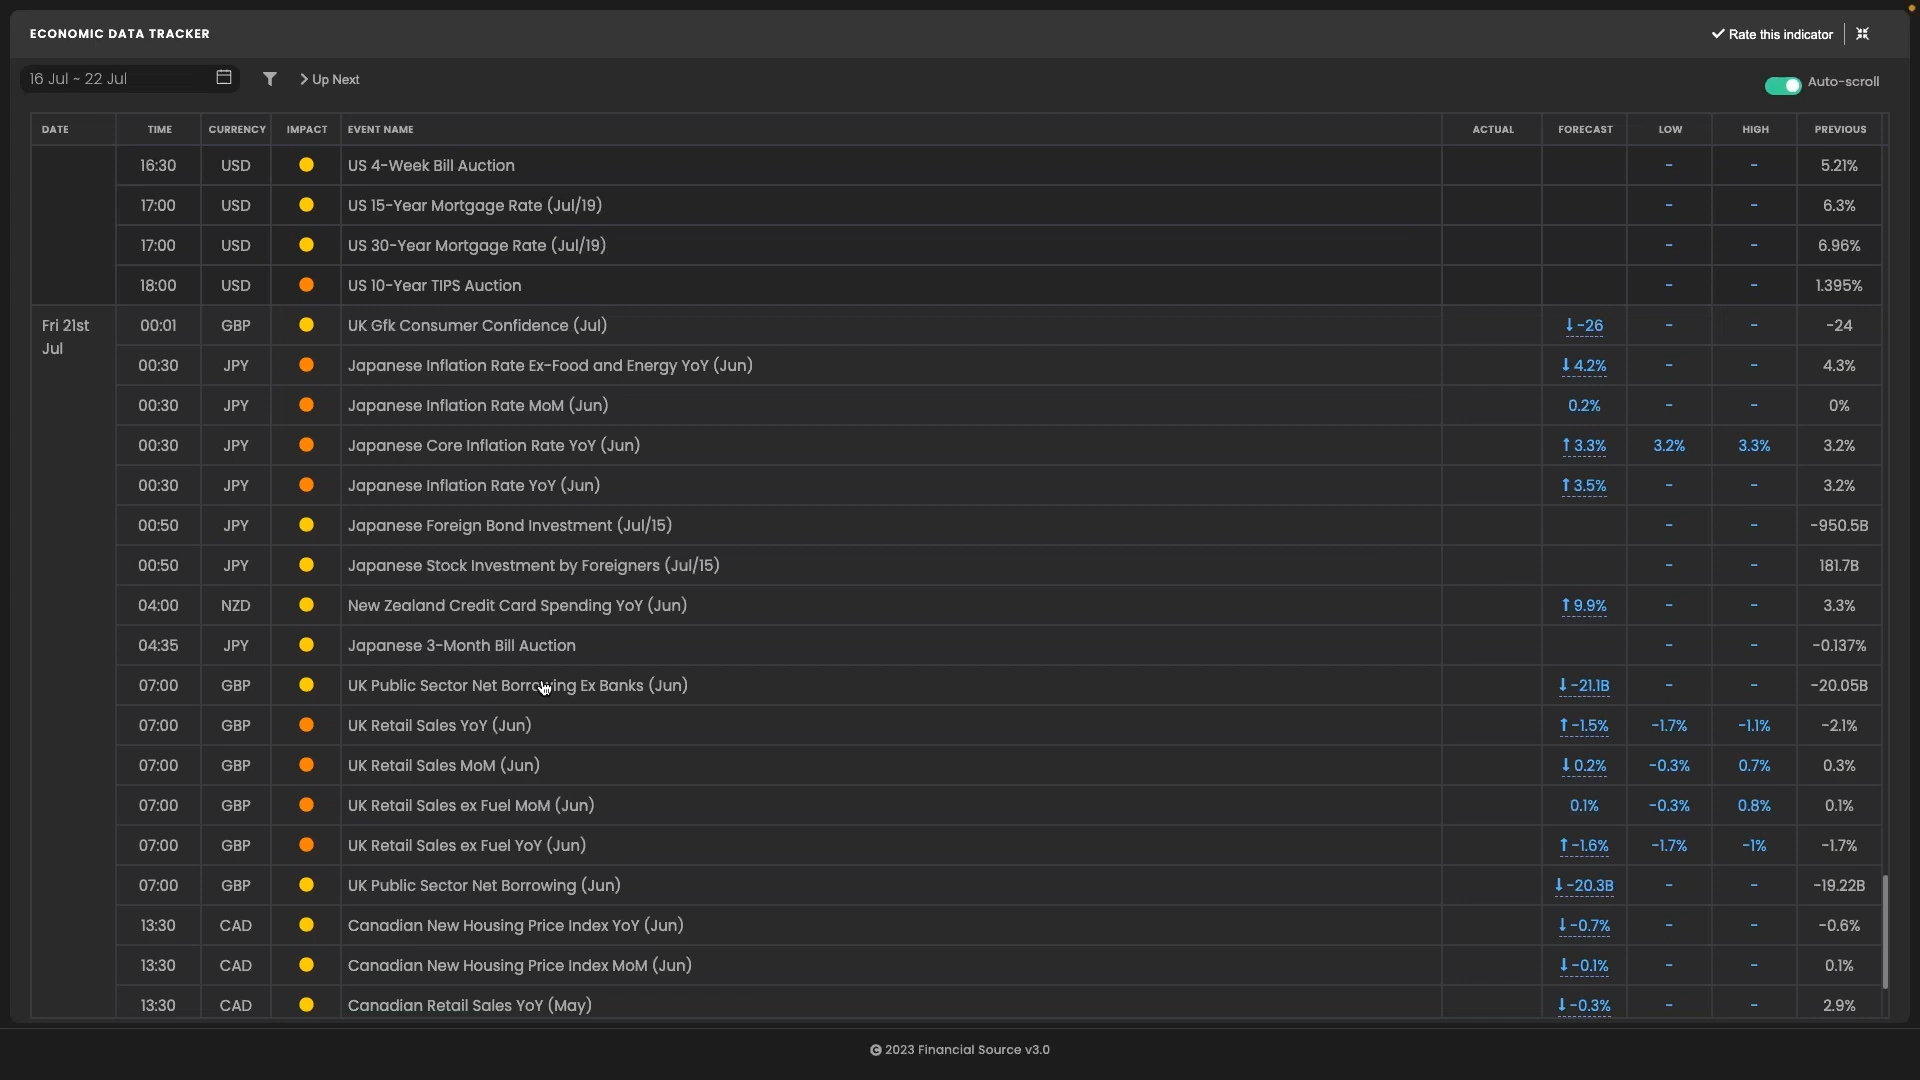 ECONOMIC DATA TRACKER
Rate this indicator
16 Jul ~ 22 Jul
Up Next
Auto-scroll
DATE TIME CURRENCY IMPACT EVENT NAME ACTUAL FORECAST LOW HIGH PREVIOUS
16:30 USD US 4-Week Bill Auction - - 5.21%
17:00 USD US 15-Year Mortgage Rate (Jul/19) - - 6.3%
17:00 USD US 30-Year Mortgage Rate (Jul/19) - - 6.96%
18:00 USD US 10-Year TIPS Auction - - 1.395%
Fri 21st Jul 00:01 GBP UK Gfk Consumer Confidence (Jul) ↓-26 - - -24
00:30 JPY Japanese Inflation Rate Ex-Food and Energy YoY (Jun) ↓4.2% - - 4.3%
00:30 JPY Japanese Inflation Rate MoM (Jun) 0.2% - - 0%
00:30 JPY Japanese Core Inflation Rate YoY (Jun) ↑3.3% 3.2% 3.3% 3.2%
00:30 JPY Japanese Inflation Rate YoY (Jun) ↑3.5% - - 3.2%
00:50 JPY Japanese Foreign Bond Investment (Jul/15) - - -950.5B
00:50 JPY Japanese Stock Investment by Foreigners (Jul/15) - - 181.7B
04:00 NZD New Zealand Credit Card Spending YoY (Jun) ↑9.9% - - 3.3%
04:35 JPY Japanese 3-Month Bill Auction - - -0.137%
07:00 GBP UK Public Sector Net Borrowing Ex Banks (Jun) ↓-21.1B - - -20.05B
07:00 GBP UK Retail Sales YoY (Jun) ↑-1.5% -1.7% -1.1% -2.1%
07:00 GBP UK Retail Sales MoM (Jun) ↓0.2% -0.3% 0.7% 0.3%
07:00 GBP UK Retail Sales ex Fuel MoM (Jun) 0.1% -0.3% 0.8% 0.1%
07:00 GBP UK Retail Sales ex Fuel YoY (Jun) ↑-1.6% -1.7% -1% -1.7%
07:00 GBP UK Public Sector Net Borrowing (Jun) ↓-20.3B - - -19.22B
13:30 CAD Canadian New Housing Price Index YoY (Jun) ↓-0.7% - - -0.6%
13:30 CAD Canadian New Housing Price Index MoM (Jun) ↓-0.1% - - 0.1%
13:30 CAD Canadian Retail Sales YoY (May) ↓-0.3% - - 2.9%
© 2023 Financial Source v3.0